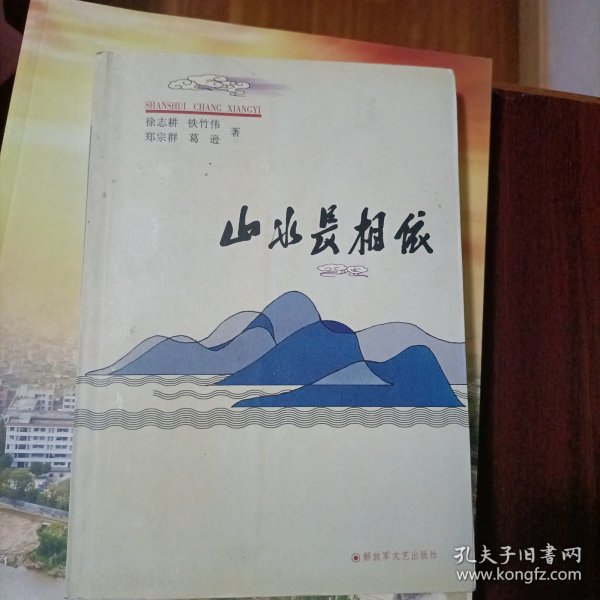 SHANSHUI CHANG XIANGYI
徐志耕 铁竹伟
郑宗群 葛 逊 著
山水长相依
解放军文艺出版社
孔夫子旧书网
www.kongfz.com